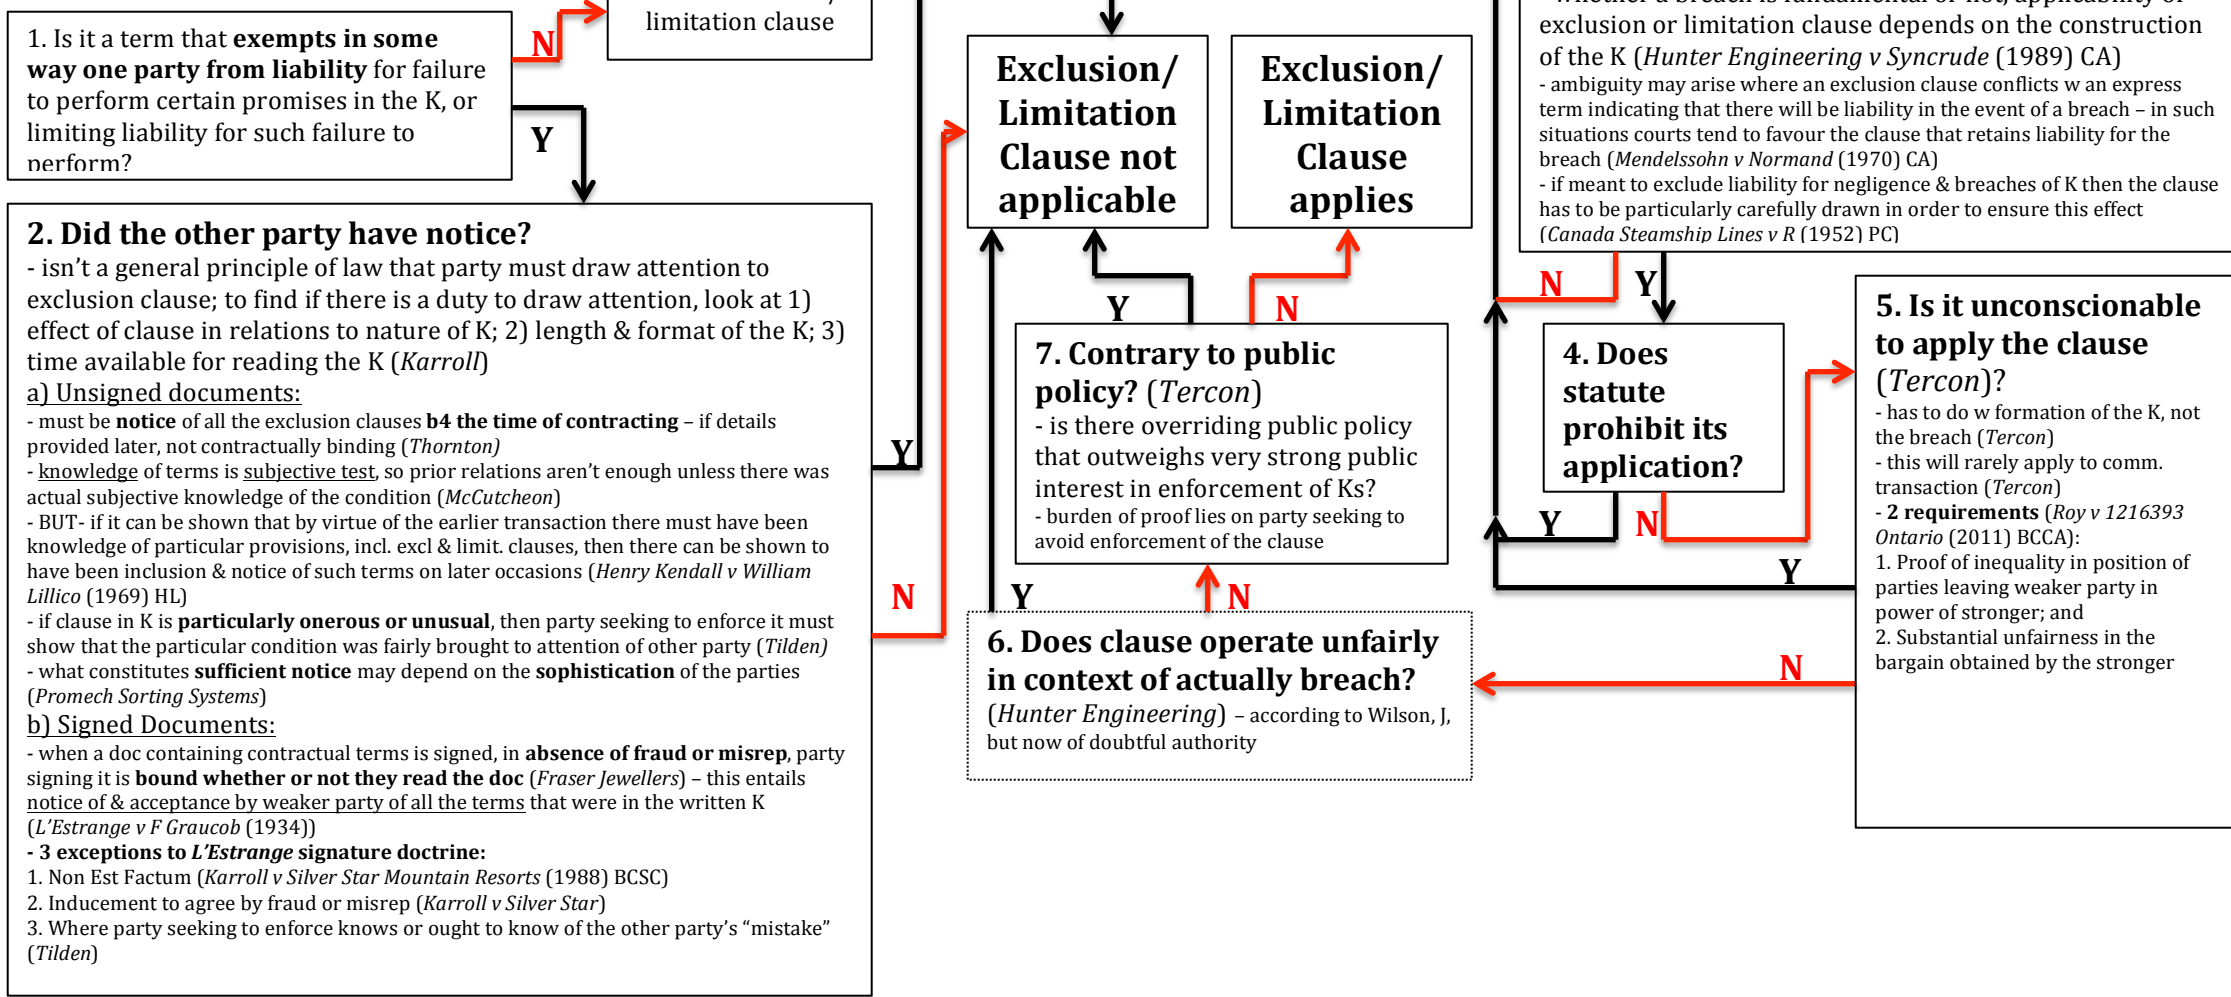 limitation clause
1. Is it a term that exempts in some
way one party from liability for failure
to perform certain promises in the K, or
limiting liability for such failure to
perform?
N
Y
2. Did the other party have notice?
- isn’t a general principle of law that party must draw attention to
exclusion clause; to find if there is a duty to draw attention, look at 1)
effect of clause in relations to nature of K; 2) length & format of the K; 3)
time available for reading the K (Karroll)
a) Unsigned documents:
- must be notice of all the exclusion clauses b4 the time of contracting – if details
provided later, not contractually binding (Thornton)
- knowledge of terms is subjective test, so prior relations aren’t enough unless there was
actual subjective knowledge of the condition (McCutcheon)
- BUT- if it can be shown that by virtue of the earlier transaction there must have been
knowledge of particular provisions, incl. excl & limit. clauses, then there can be shown to
have been inclusion & notice of such terms on later occasions (Henry Kendall v William
Lillico (1969) HL)
- if clause in K is particularly onerous or unusual, then party seeking to enforce it must
show that the particular condition was fairly brought to attention of other party (Tilden)
- what constitutes sufficient notice may depend on the sophistication of the parties
(Promech Sorting Systems)
b) Signed Documents:
- when a doc containing contractual terms is signed, in absence of fraud or misrep, party
signing it is bound whether or not they read the doc (Fraser Jewellers) – this entails
notice of & acceptance by weaker party of all the terms that were in the written K
(L’Estrange v F Graucob (1934))
- 3 exceptions to L’Estrange signature doctrine:
1. Non Est Factum (Karroll v Silver Star Mountain Resorts (1988) BCSC)
2. Inducement to agree by fraud or misrep (Karroll v Silver Star)
3. Where party seeking to enforce knows or ought to know of the other party’s “mistake”
(Tilden)
Y
N
Exclusion/
Limitation
Clause not
applicable
Exclusion/
Limitation
Clause
applies
Y
N
7. Contrary to public
policy? (Tercon)
- is there overriding public policy
that outweighs very strong public
interest in enforcement of Ks?
- burden of proof lies on party seeking to
avoid enforcement of the clause
Y
N
6. Does clause operate unfairly
in context of actually breach?
(Hunter Engineering) – according to Wilson, J,
but now of doubtful authority
- whether a breach is fundamental or not, applicability of
exclusion or limitation clause depends on the construction
of the K (Hunter Engineering v Syncrude (1989) CA)
- ambiguity may arise where an exclusion clause conflicts w an express
term indicating that there will be liability in the event of a breach – in such
situations courts tend to favour the clause that retains liability for the
breach (Mendelssohn v Normand (1970) CA)
- if meant to exclude liability for negligence & breaches of K then the clause
has to be particularly carefully drawn in order to ensure this effect
(Canada Steamship Lines v R (1952) PC)
N
Y
4. Does
statute
prohibit its
application?
Y
N
5. Is it unconscionable
to apply the clause
(Tercon)?
- has to do w formation of the K, not
the breach (Tercon)
- this will rarely apply to comm.
transaction (Tercon)
- 2 requirements (Roy v 1216393
Ontario (2011) BCCA):
1. Proof of inequality in position of
parties leaving weaker party in
power of stronger; and
2. Substantial unfairness in the
bargain obtained by the stronger
Y
N